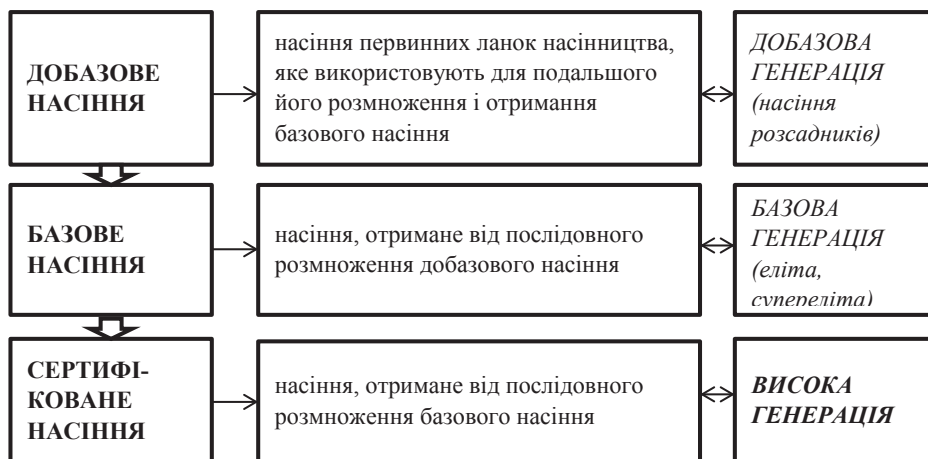 ДОБАЗОВЕ
НАСІННЯ
насіння первинних ланок насінництва,
яке використовують для подальшого
його розмноження і отримання
базового насіння
ДОБАЗОВА
ГЕНЕРАЦІЯ
(насіння
розсадників)
БАЗОВЕ
НАСІННЯ
насіння, отримане від послідовного
розмноження добазового насіння
БАЗОВА
ГЕНЕРАЦІЯ
(еліта,
супереліта)
СЕРТИФІ-
КОВАНЕ
НАСІННЯ
насіння, отримане від послідовного
розмноження базового насіння
ВИСОКА
ГЕНЕРАЦІЯ